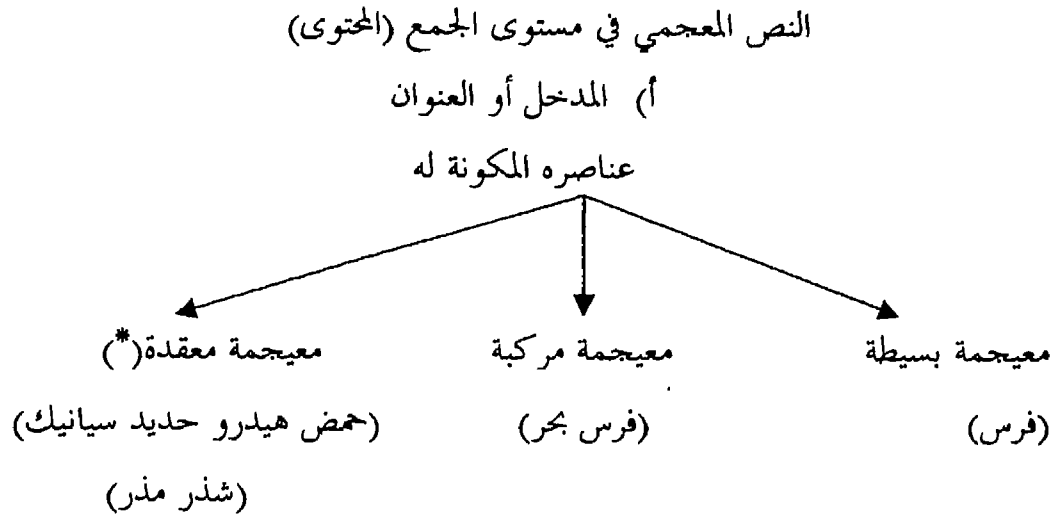 النص المعجمي في مستوى الجمع (المحتوى)
أ) المدخل أو العنوان
عناصره المكونة له
معيجمة بسيطة معيجمة مركبة معيجمة معقدة(*)
(فرس) (فرس بحر) (حمض هيدرو حديد سيانيك)
(شذر مذر)